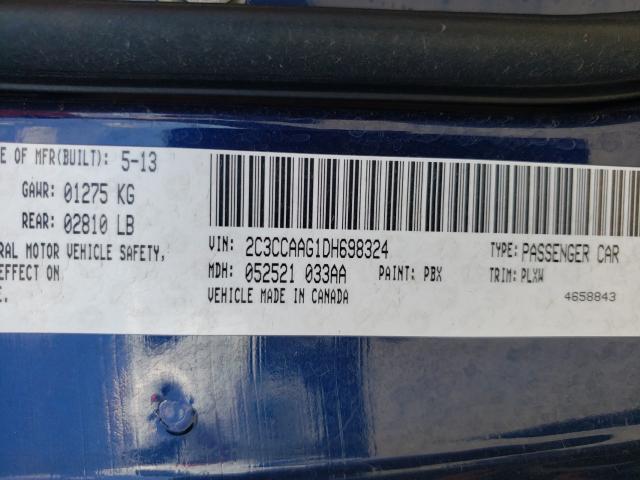 E OF MFR(BUILT): 5-13
GAWR: 01275 KG
REAR: 02810 LB
RAL MOTOR VEHICLE SAFETY,
EFFECT ON
E.
VIN: 2C3CCAAG1DH698324
TYPE: PASSENGER CAR
MDH: 052521 033AA PAINT: PBX TRIM: PLXW
VEHICLE MADE IN CANADA
4658843